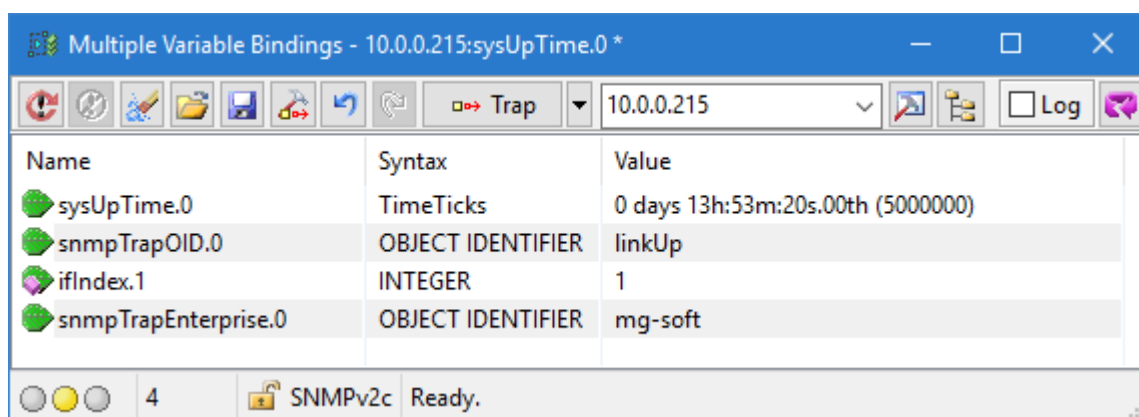 Multiple Variable Bindings - 10.0.0.215:sysUpTime.0 *
Trap 10.0.0.215 Log
Name Syntax Value
sysUpTime.0 TimeTicks 0 days 13h:53m:20s.00th (5000000)
snmpTrapOID.0 OBJECT IDENTIFIER linkUp
ifIndex.1 INTEGER 1
snmpTrapEnterprise.0 OBJECT IDENTIFIER mg-soft
4 SNMPv2c Ready.